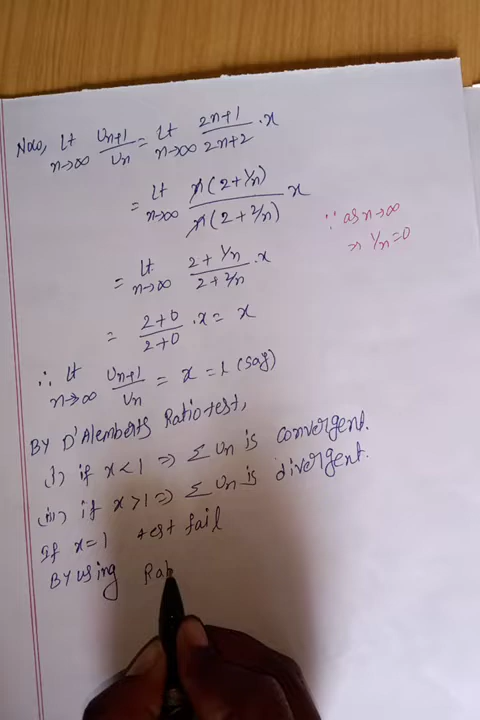 Now, Lt n→∞ Un+1/Un = Lt n→∞ 2n+1/2n+2 . x
= Lt n→∞ n(2+1/n)/n(2+2/n) x
∵ as n→∞
⇒ 1/n=0
= Lt n→∞ 2+1/n/2+2/n . x
= 2+0/2+0 . x = x
∴ Lt n→∞ Un+1/Un = x = l (say)
BY D'Alemberts Ratio test,
(i) if x<1 ⇒ Σ Un is convergent.
(ii) if x>1 ⇒ Σ Un is divergent.
If x=1 test fail
BY using Rab